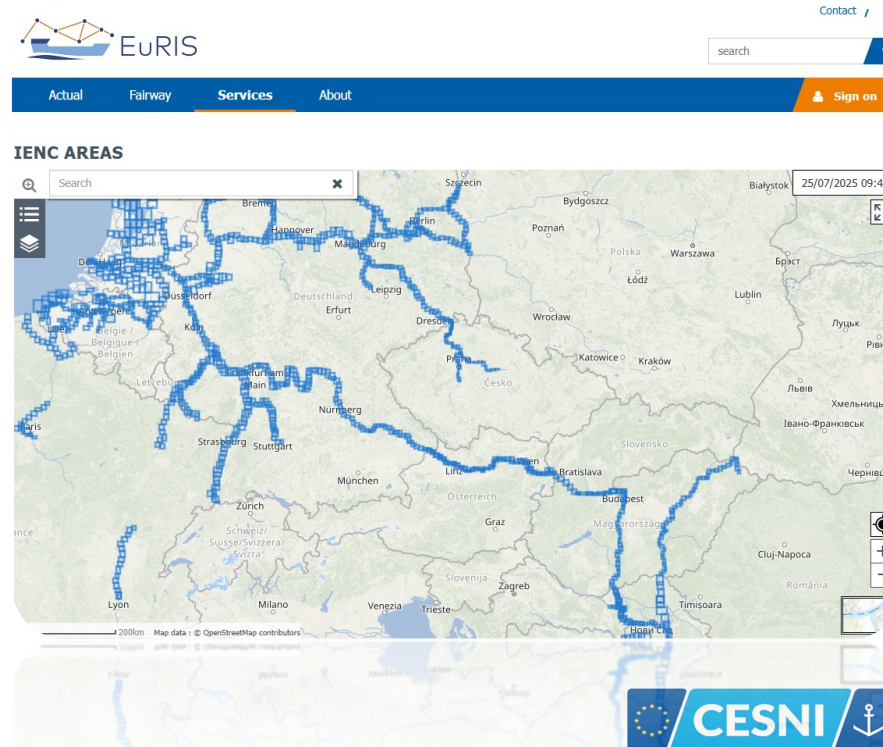 Contact /
EuRIS
search
Actual Fairway Services About Sign on
IENC AREAS
Search
25/07/2025 09:4
Szczecin
Białystok
Bydgoszcz
Bremen
Berlin
Hannover
Poznań
Magdeburg
Polska
Warszawa
Брэст
Łódź
Düsseldorf
Deutschland
Leipzig
Lublin
Erfurt
Wrocław
Dresden
Köln
Луцьк
België /
Belgique /
Belgien
Praha
Katowice
Kraków
Frankfurt am
Main
Česko
Львів
Хмельниць
Nürnberg
Івано-Франківськ
Paris
Strasbourg
Stuttgart
Slovensko
Wien
Linz
Bratislava
Чернівц
München
Budapest
Österreich
Zürich
Graz
Magyarország
Schweiz/
Suisse/Svizzera/
Svizra
Cluj-Napoca
Slovenija
Zagreb
România
Lyon
Milano
Venezia
Trieste
Timișoara
Нови Сад
200km Map data : © OpenStreetMap contributors
CESNI